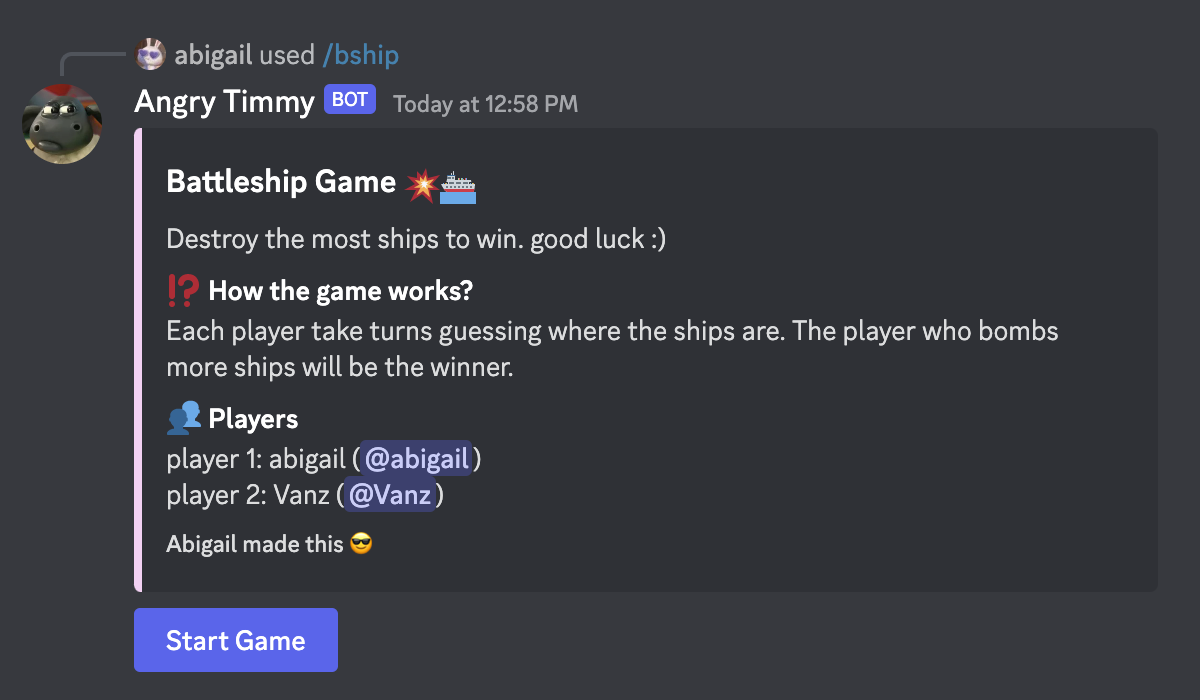 abigail used /bship
Angry Timmy BOT Today at 12:58 PM
Battleship Game 💥🚢
Destroy the most ships to win. good luck :)
⁉️ How the game works?
Each player take turns guessing where the ships are. The player who bombs
more ships will be the winner.
👥 Players
player 1: abigail (@abigail)
player 2: Vanz (@Vanz)
Abigail made this 😎
Start Game